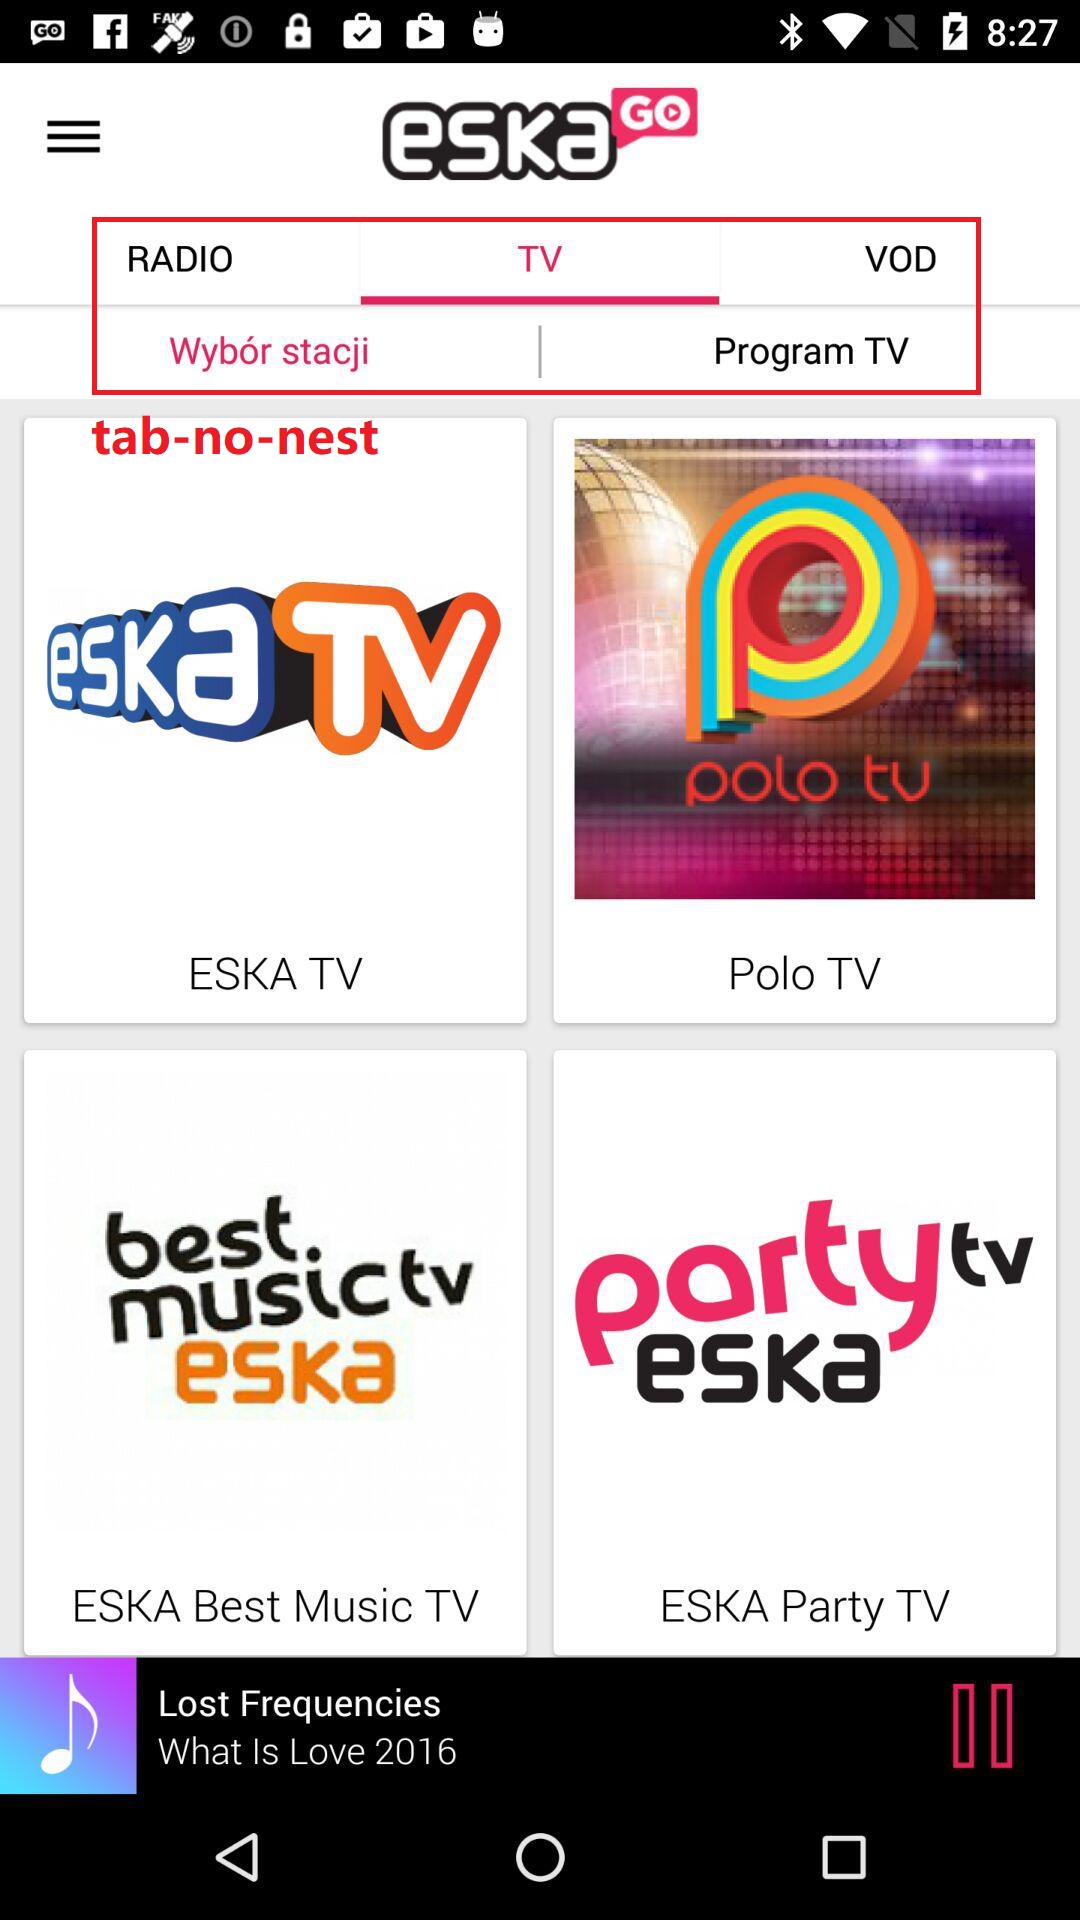 GO
FAKE
8:27
eska GO
RADIO TV VOD
Wybór stacji Program TV
tab-no-nest
eska TV
polo tv
ESKA TV
Polo TV
best
music tv
eska
party tv
eska
ESKA Best Music TV
ESKA Party TV
Lost Frequencies
What Is Love 2016